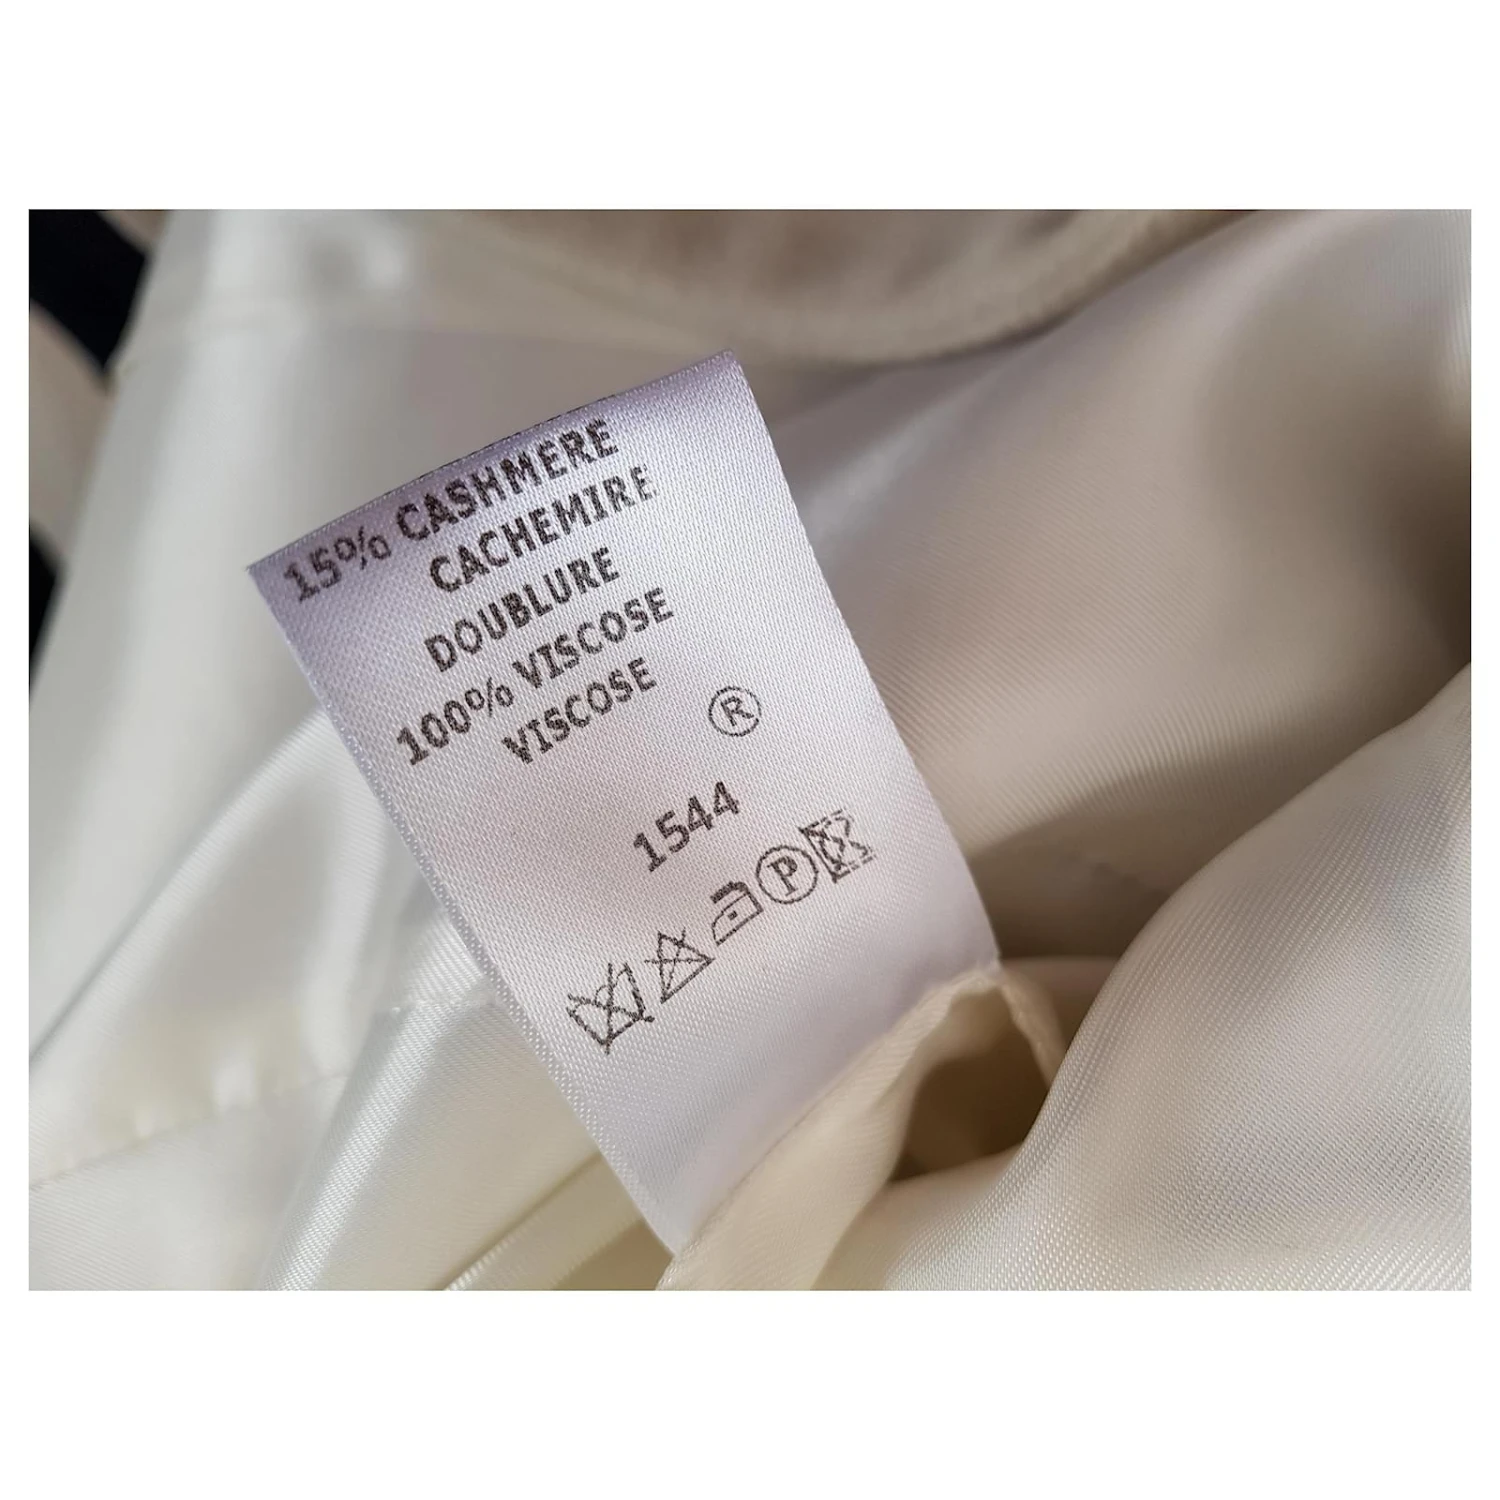 15% CASHMERE
CACHEMIRE
DOUBLURE
100% VISCOSE
VISCOSE
®
1544
P